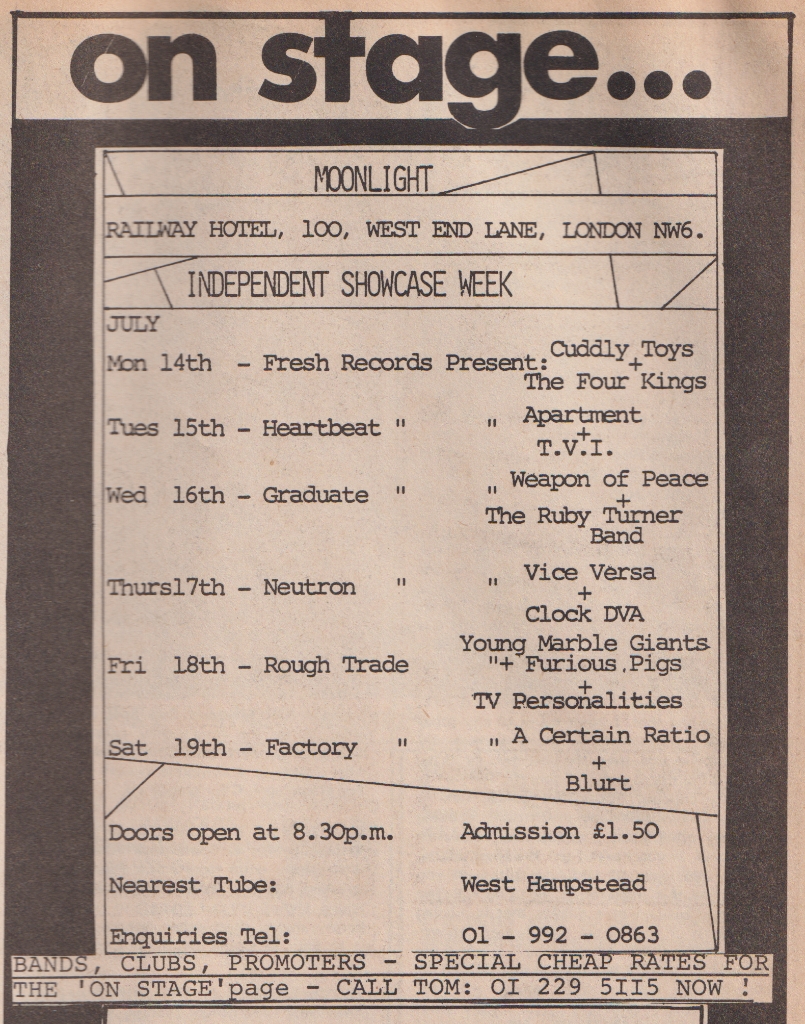 on stage...
MOONLIGHT
RAILWAY HOTEL, 100, WEST END LANE, LONDON NW6.
INDEPENDENT SHOWCASE WEEK
JULY
Mon 14th - Fresh Records Present: Cuddly Toys
+
The Four Kings
Tues 15th - Heartbeat " " Apartment
+
T.V.I.
Wed 16th - Graduate " " Weapon of Peace
+
The Ruby Turner
Band
Thurs17th - Neutron " " Vice Versa
+
Clock DVA
Young Marble Giants
Fri 18th - Rough Trade "+ Furious Pigs
+
TV Personalities
Sat 19th - Factory " " A Certain Ratio
+
Blurt
Doors open at 8.30p.m. Admission £1.50
Nearest Tube: West Hampstead
Enquiries Tel: 01 - 992 - 0863
BANDS, CLUBS, PROMOTERS - SPECIAL CHEAP RATES FOR
THE 'ON STAGE'page - CALL TOM: OI 229 5II5 NOW !